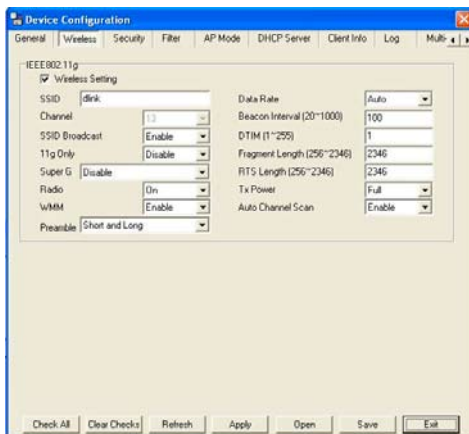 Device Configuration
General Wireless Security Filter AP Mode DHCP Server Client Info Log Multi-
IEEE802.11g
Wireless Setting
SSID dlink Data Rate Auto
Channel 13 Beacon Interval (20~1000) 100
SSID Broadcast Enable DTIM (1~255) 1
11g Only Disable Fragment Length (256~2346) 2346
Super G Disable RTS Length (256~2346) 2346
Radio On Tx Power Full
WMM Enable Auto Channel Scan Enable
Preamble Short and Long
Check All Clear Checks Refresh Apply Open Save Exit